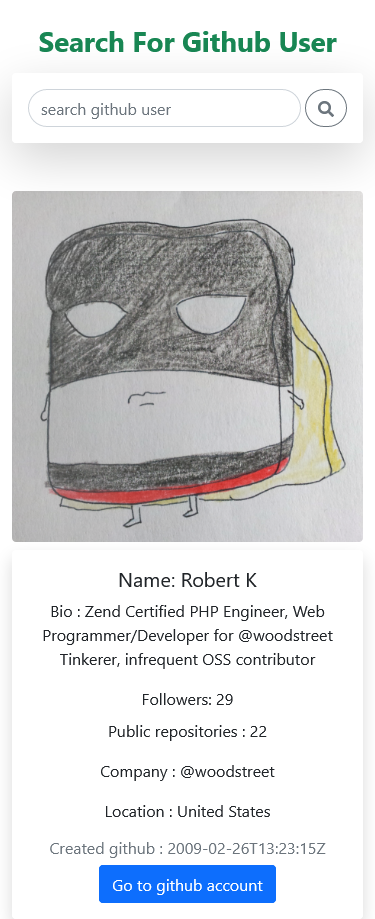 Search For Github User
search github user
Name: Robert K
Bio : Zend Certified PHP Engineer, Web
Programmer/Developer for @woodstreet
Tinkerer, infrequent OSS contributor
Followers: 29
Public repositories : 22
Company : @woodstreet
Location : United States
Created github : 2009-02-26T13:23:15Z
Go to github account